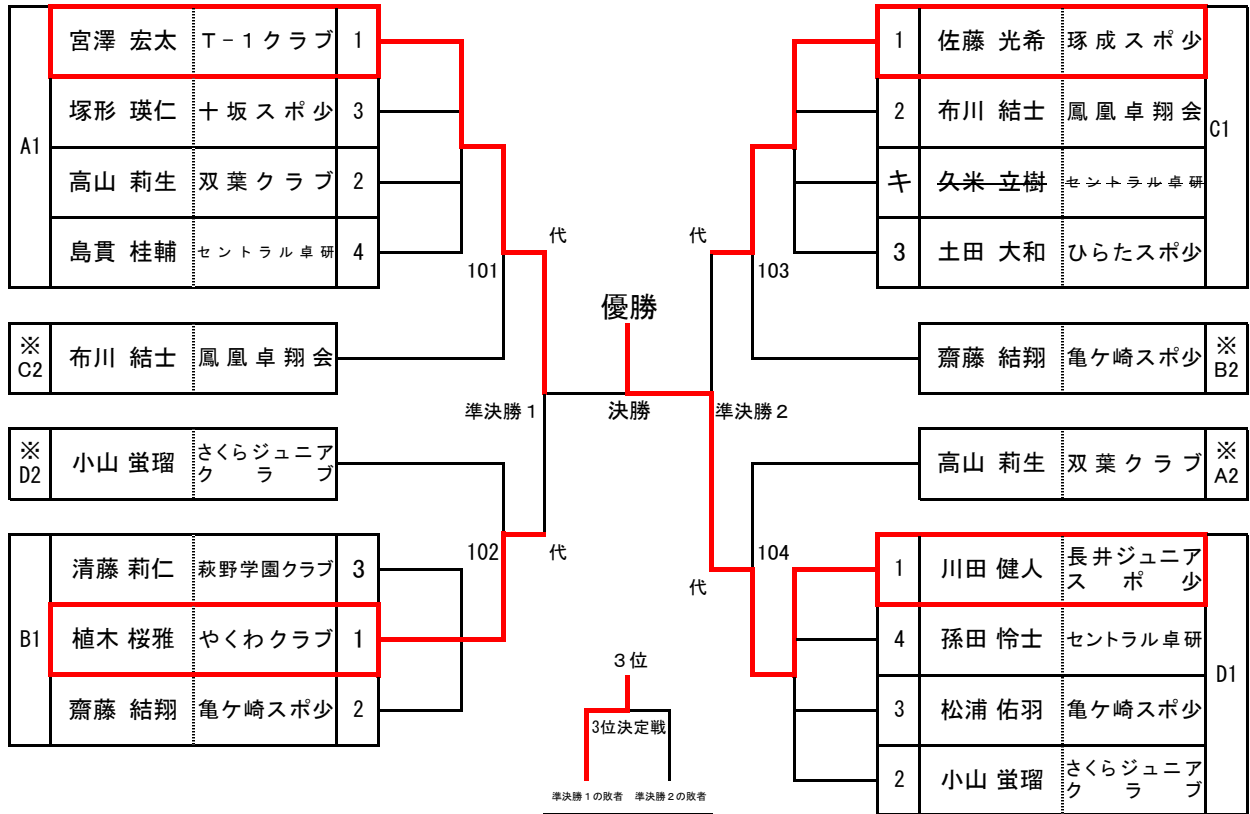 A1
宮澤 宏太 T-1クラブ 1
塚形 瑛仁 十坂スポ少 3
高山 莉生 双葉クラブ 2
島貫 桂輔 セントラル卓研 4
※
C2
布川 結士 鳳凰卓翔会
※
D2
小山 蛍瑠 さくらジュニア
クラブ
B1
清藤 莉仁 萩野学園クラブ 3
植木 桜雅 やくわクラブ 1
齋藤 結翔 亀ケ崎スポ少 2
101
代
準決勝1
102
代
優勝
決勝
3位
3位決定戦
準決勝1の敗者 準決勝2の敗者
代
103
準決勝2
代
104
1 佐藤 光希 琢成スポ少
2 布川 結士 鳳凰卓翔会
キ 久米 立樹 セントラル卓研
3 土田 大和 ひらたスポ少
C1
齋藤 結翔 亀ケ崎スポ少
※
B2
高山 莉生 双葉クラブ
※
A2
1 川田 健人 長井ジュニア
スポ少
4 孫田 怜士 セントラル卓研
3 松浦 佑羽 亀ケ崎スポ少
2 小山 蛍瑠 さくらジュニア
クラブ
D1